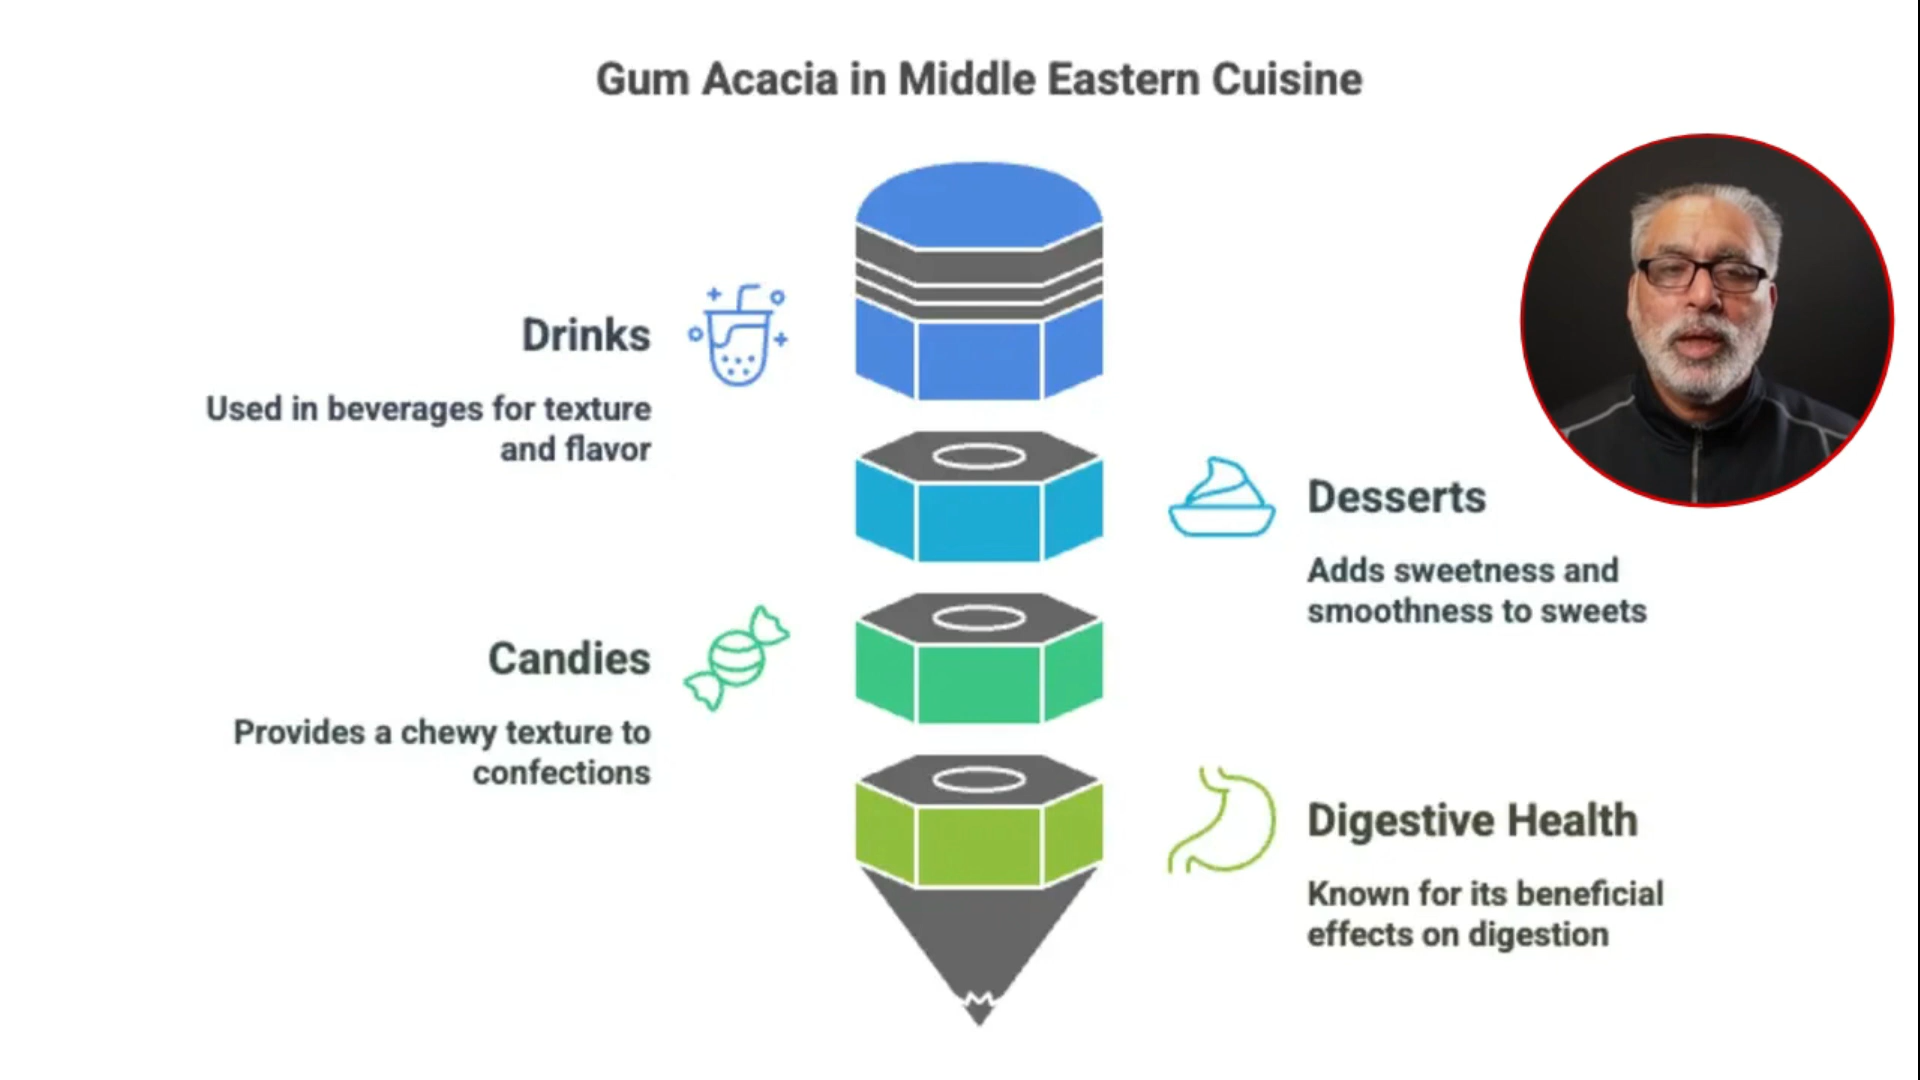 Gum Acacia in Middle Eastern Cuisine
Drinks
Used in beverages for texture
and flavor
Desserts
Adds sweetness and
smoothness to sweets
Candies
Provides a chewy texture to
confections
Digestive Health
Known for its beneficial
effects on digestion